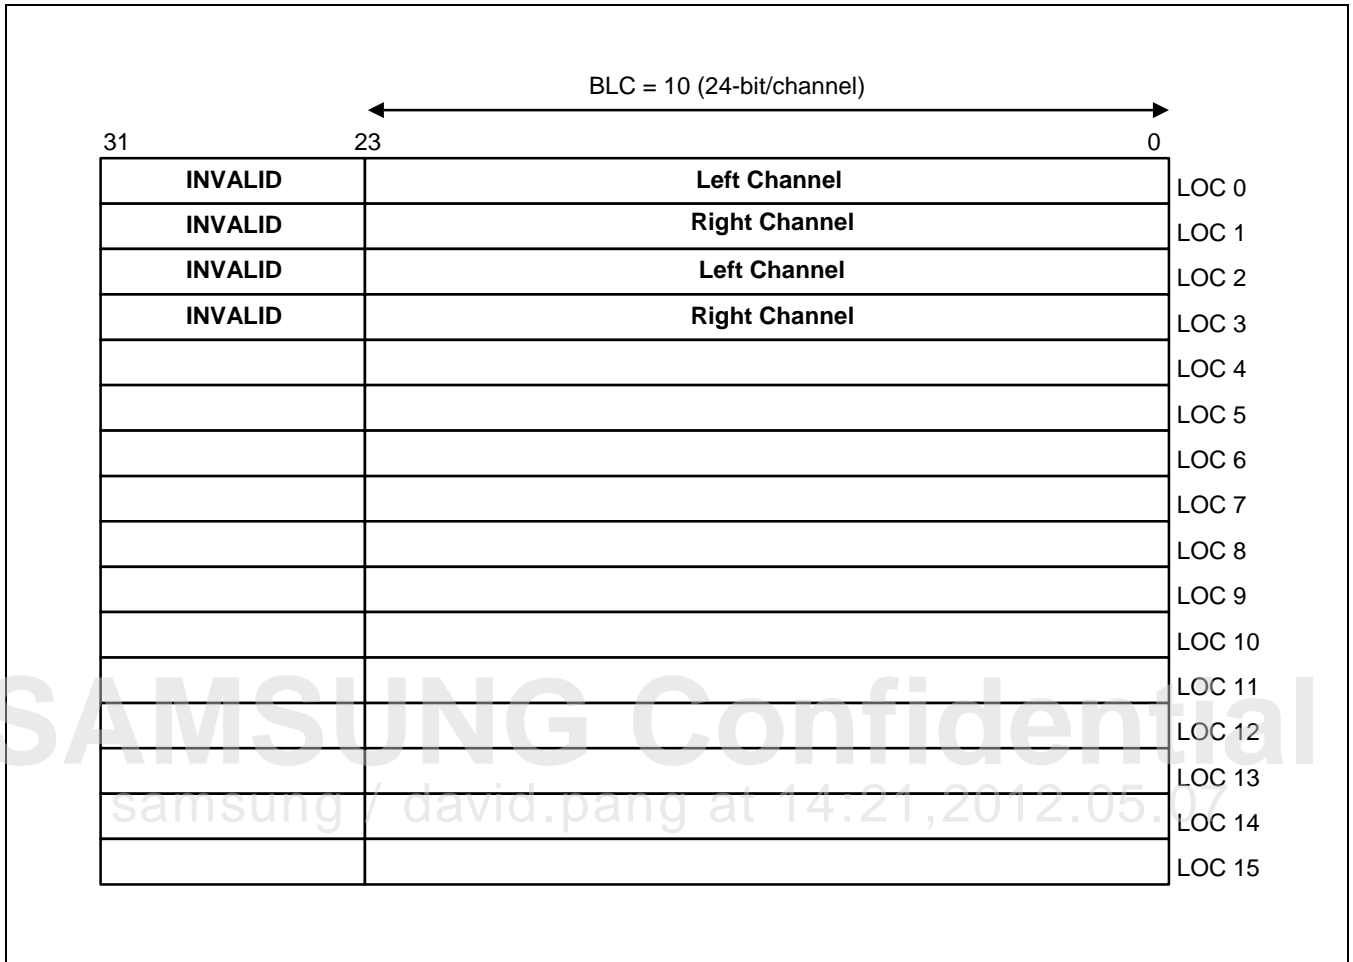 BLC = 10 (24-bit/channel)
31 23 0
INVALID Left Channel LOC 0
INVALID Right Channel LOC 1
INVALID Left Channel LOC 2
INVALID Right Channel LOC 3
LOC 4
LOC 5
LOC 6
LOC 7
LOC 8
LOC 9
LOC 10
LOC 11
SAMSUNG Confidential
LOC 12
LOC 13
samsung / david.pang at 14:21,2012.05.07
LOC 14
LOC 15